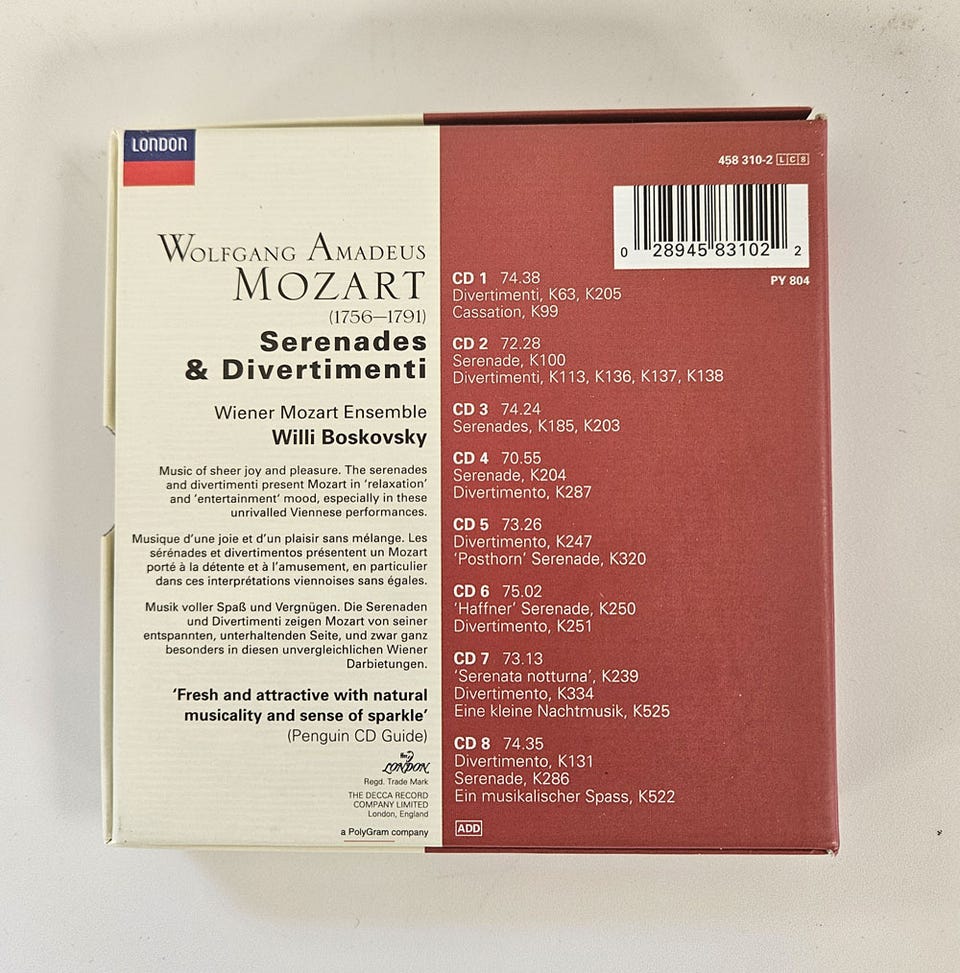 LONDON
WOLFGANG AMADEUS
MOZART
(1756–1791)
Serenades
& Divertimenti
Wiener Mozart Ensemble
Willi Boskovsky
Music of sheer joy and pleasure. The serenades
and divertimenti present Mozart in 'relaxation'
and 'entertainment' mood, especially in these
unrivalled Viennese performances.
Musique d'une joie et d'un plaisir sans mélange. Les
sérénades et divertimentos présentent un Mozart
porté à la détente et à l'amusement, en particulier
dans ces interprétations viennoises sans égales.
Musik voller Spaß und Vergnügen. Die Serenaden
und Divertimenti zeigen Mozart von seiner
entspannten, unterhaltenden Seite, und zwar ganz
besonders in diesen unvergleichlichen Wiener
Darbietungen.
'Fresh and attractive with natural
musicality and sense of sparkle'
(Penguin CD Guide)
LONDON
Regd. Trade Mark
THE DECCA RECORD
COMPANY LIMITED
London, England
a PolyGram company
458 310-2 LC8
0 28945 83102 2
PY 804
CD 1 74.38
Divertimenti, K63, K205
Cassation, K99
CD 2 72.28
Serenade, K100
Divertimenti, K113, K136, K137, K138
CD 3 74.24
Serenades, K185, K203
CD 4 70.55
Serenade, K204
Divertimento, K287
CD 5 73.26
Divertimento, K247
'Posthorn' Serenade, K320
CD 6 75.02
'Haffner' Serenade, K250
Divertimento, K251
CD 7 73.13
'Serenata notturna', K239
Divertimento, K334
Eine kleine Nachtmusik, K525
CD 8 74.35
Divertimento, K131
Serenade, K286
Ein musikalischer Spass, K522
ADD